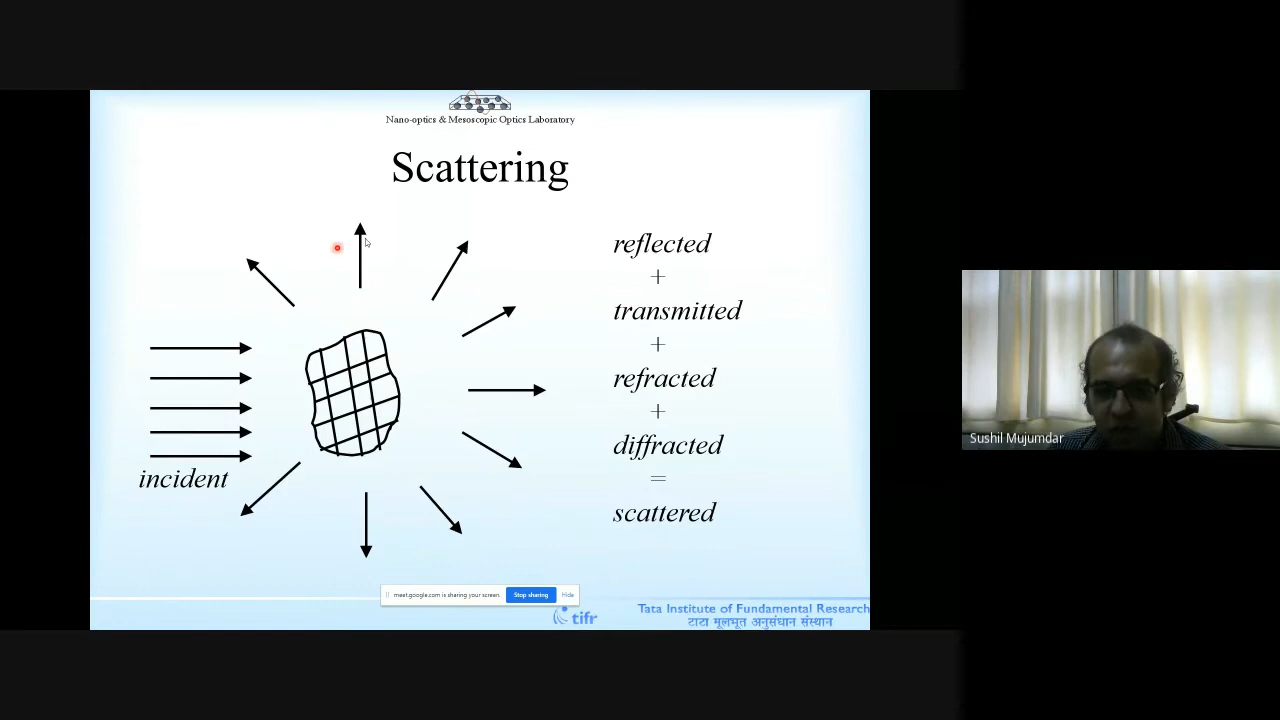 Nano-optics & Mesoscopic Optics Laboratory
Scattering
reflected
+
transmitted
+
refracted
+
diffracted
=
scattered
incident
Sushil Mujumdar
meet.google.com is sharing your screen. Stop sharing Hide
tifr
Tata Institute of Fundamental Research
टाटा मूलभूत अनुसंधान संस्थान